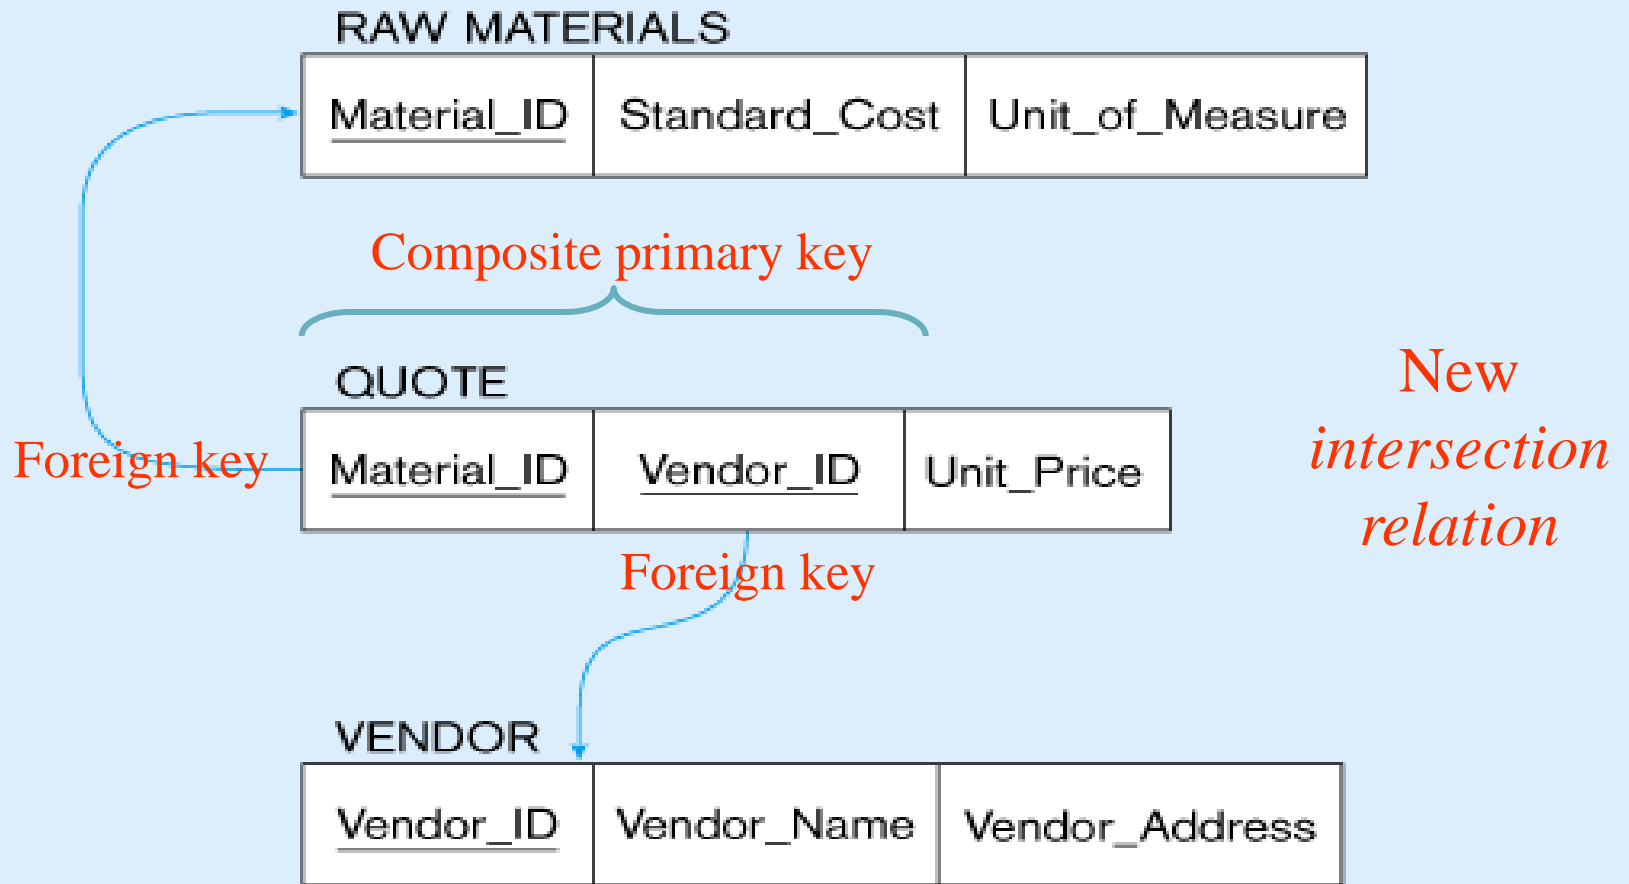 RAW MATERIALS
Material_ID Standard_Cost Unit_of_Measure
Composite primary key
QUOTE
New
intersection
relation
Foreign key
Material_ID Vendor_ID Unit_Price
Foreign key
VENDOR
Vendor_ID Vendor_Name Vendor_Address